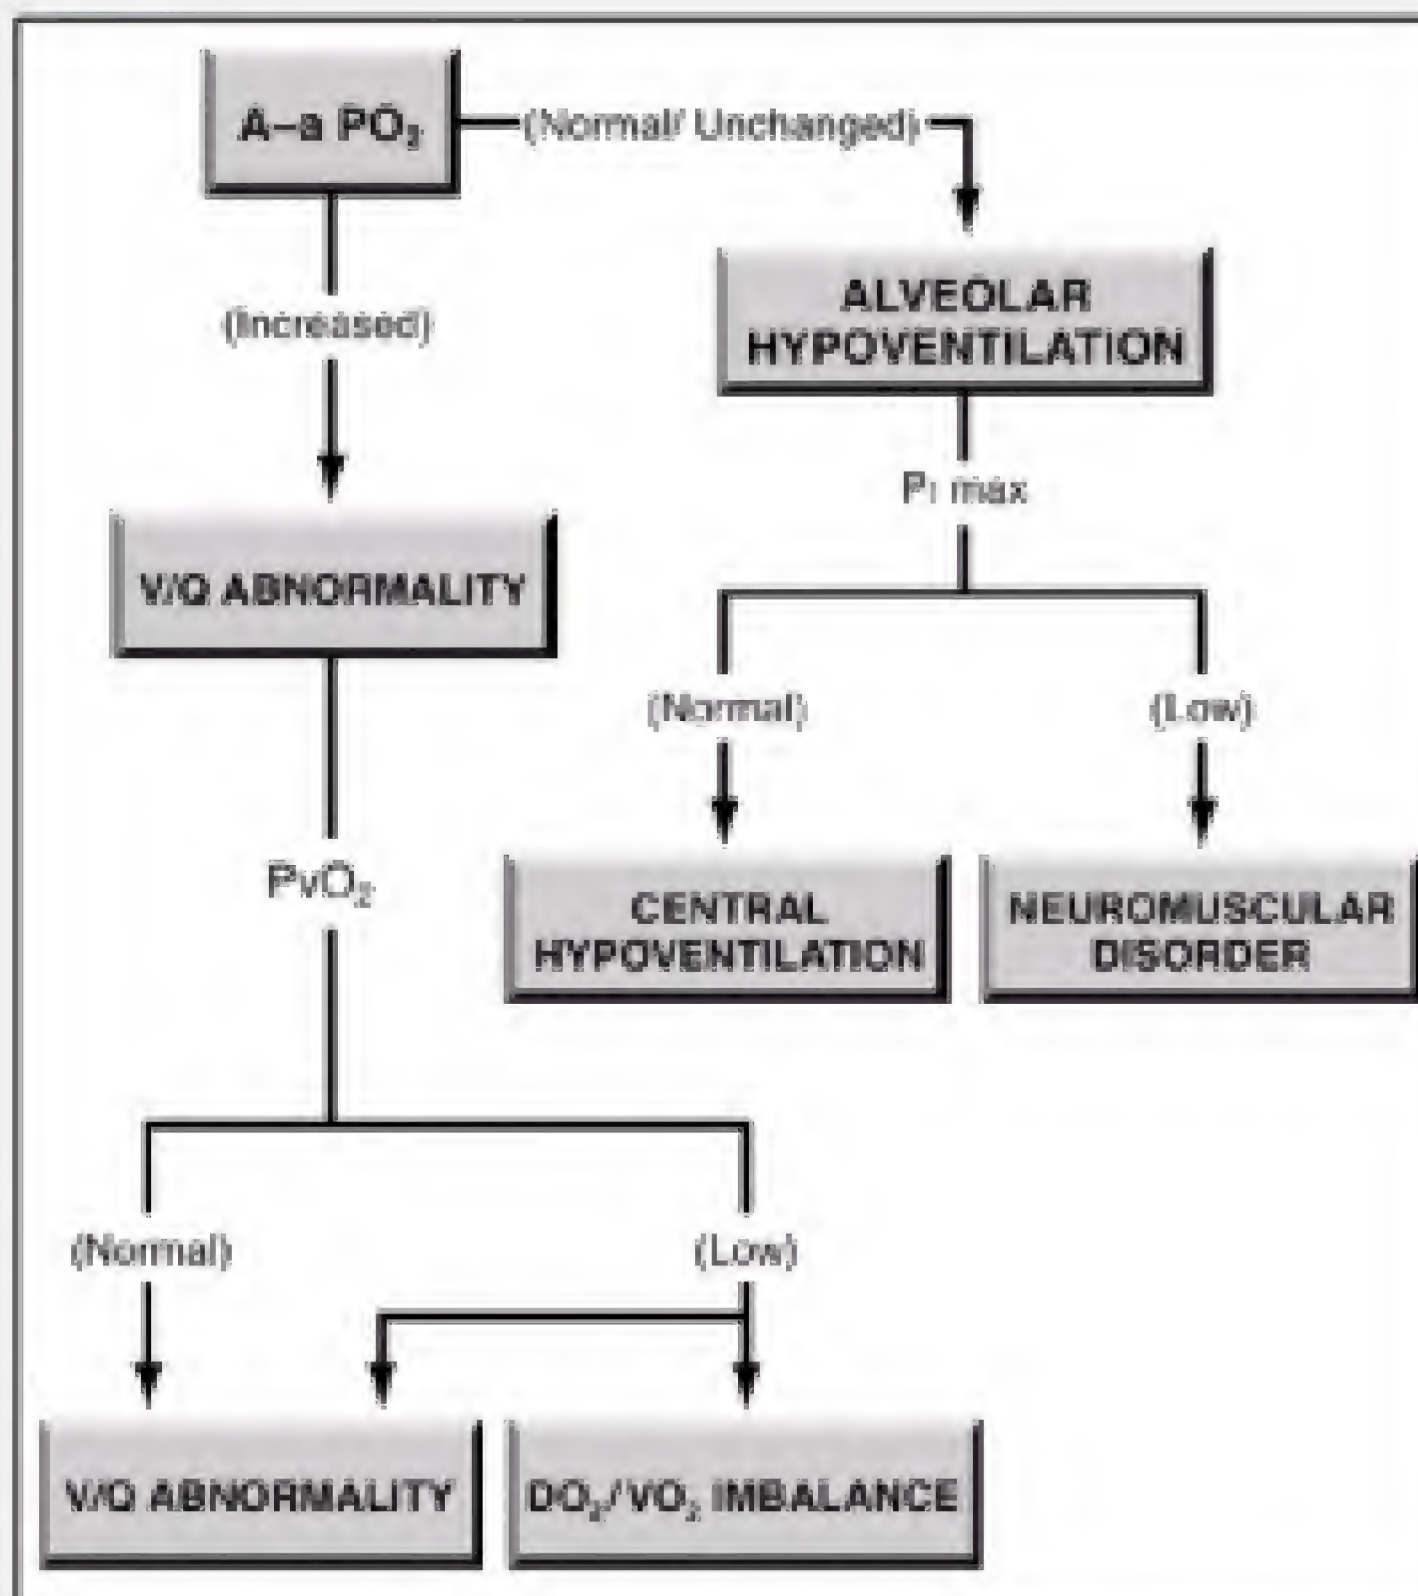 A–a PO₂
(Normal/ Unchanged)
(Increased)
ALVEOLAR
HYPOVENTILATION
PI max
V/Q ABNORMALITY
(Normal)
(Low)
PvO₂
CENTRAL
HYPOVENTILATION
NEUROMUSCULAR
DISORDER
(Normal)
(Low)
V/Q ABNORMALITY
DO₂/VO₂ IMBALANCE